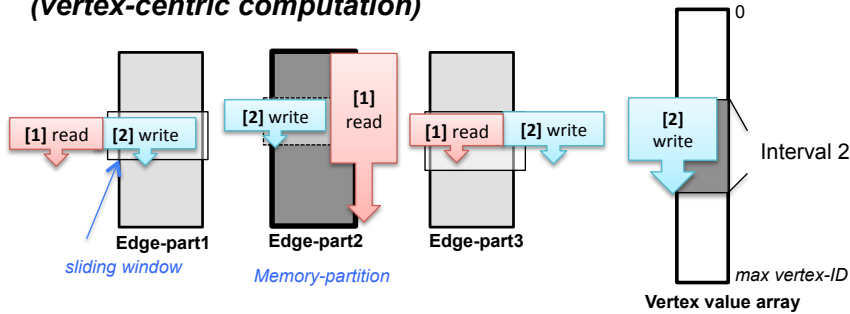 (vertex-centric computation)
0
[1] read
[2] write
[2] write
[1]
read
[1] read
[2] write
[2]
write
Interval 2
Edge-part1
Edge-part2
Edge-part3
sliding window
Memory-partition
max vertex-ID
Vertex value array